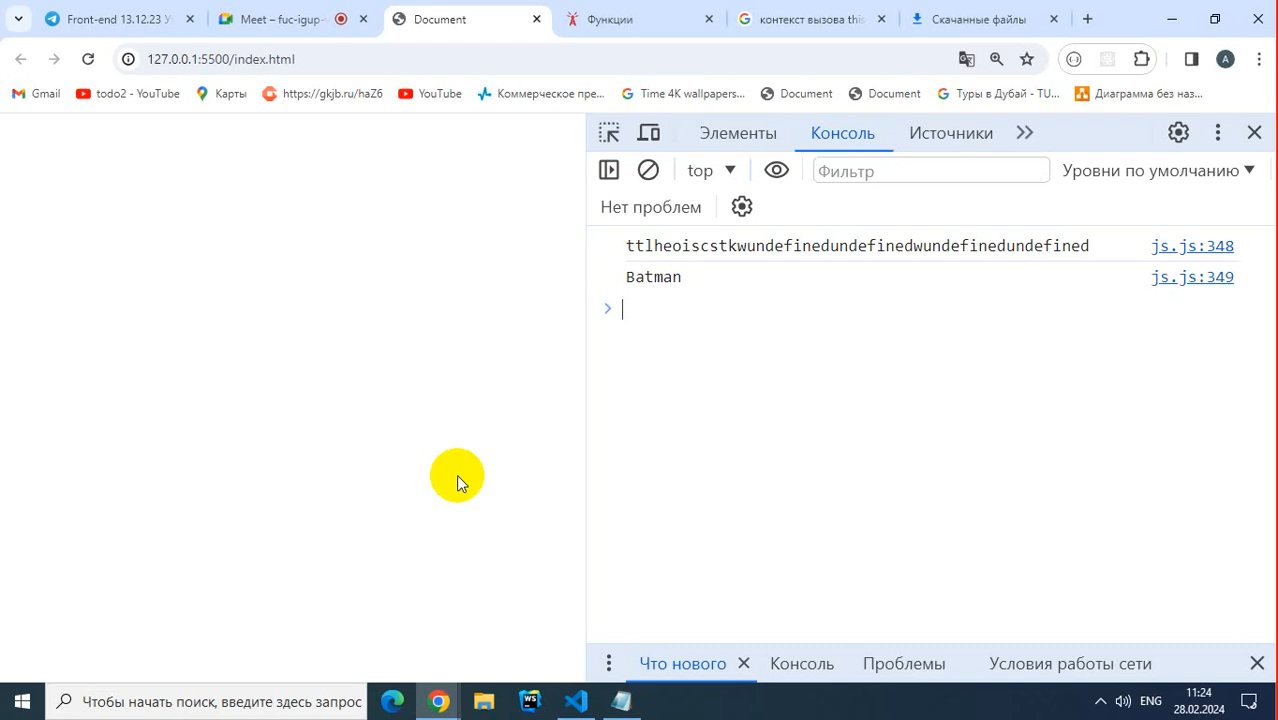 Front-end 13.12.23 У
Meet – fuc-igup-
Document
Функции
контекст вызова this
Скачанные файлы
127.0.0.1:5500/index.html
A
Gmail
todo2 - YouTube
Карты
https://gkjb.ru/haZ6
YouTube
Коммерческое пре...
Time 4K wallpapers...
Document
Document
Туры в Дубай - TU...
Диаграмма без наз...
Элементы
Консоль
Источники
top
Фильтр
Уровни по умолчанию
Нет проблем
ttlheoiscstkwundefinedundefinedwundefinedundefined js.js:348
Batman js.js:349
Что нового
Консоль
Проблемы
Условия работы сети
Чтобы начать поиск, введите здесь запрос
WS
ENG
11:24
28.02.2024